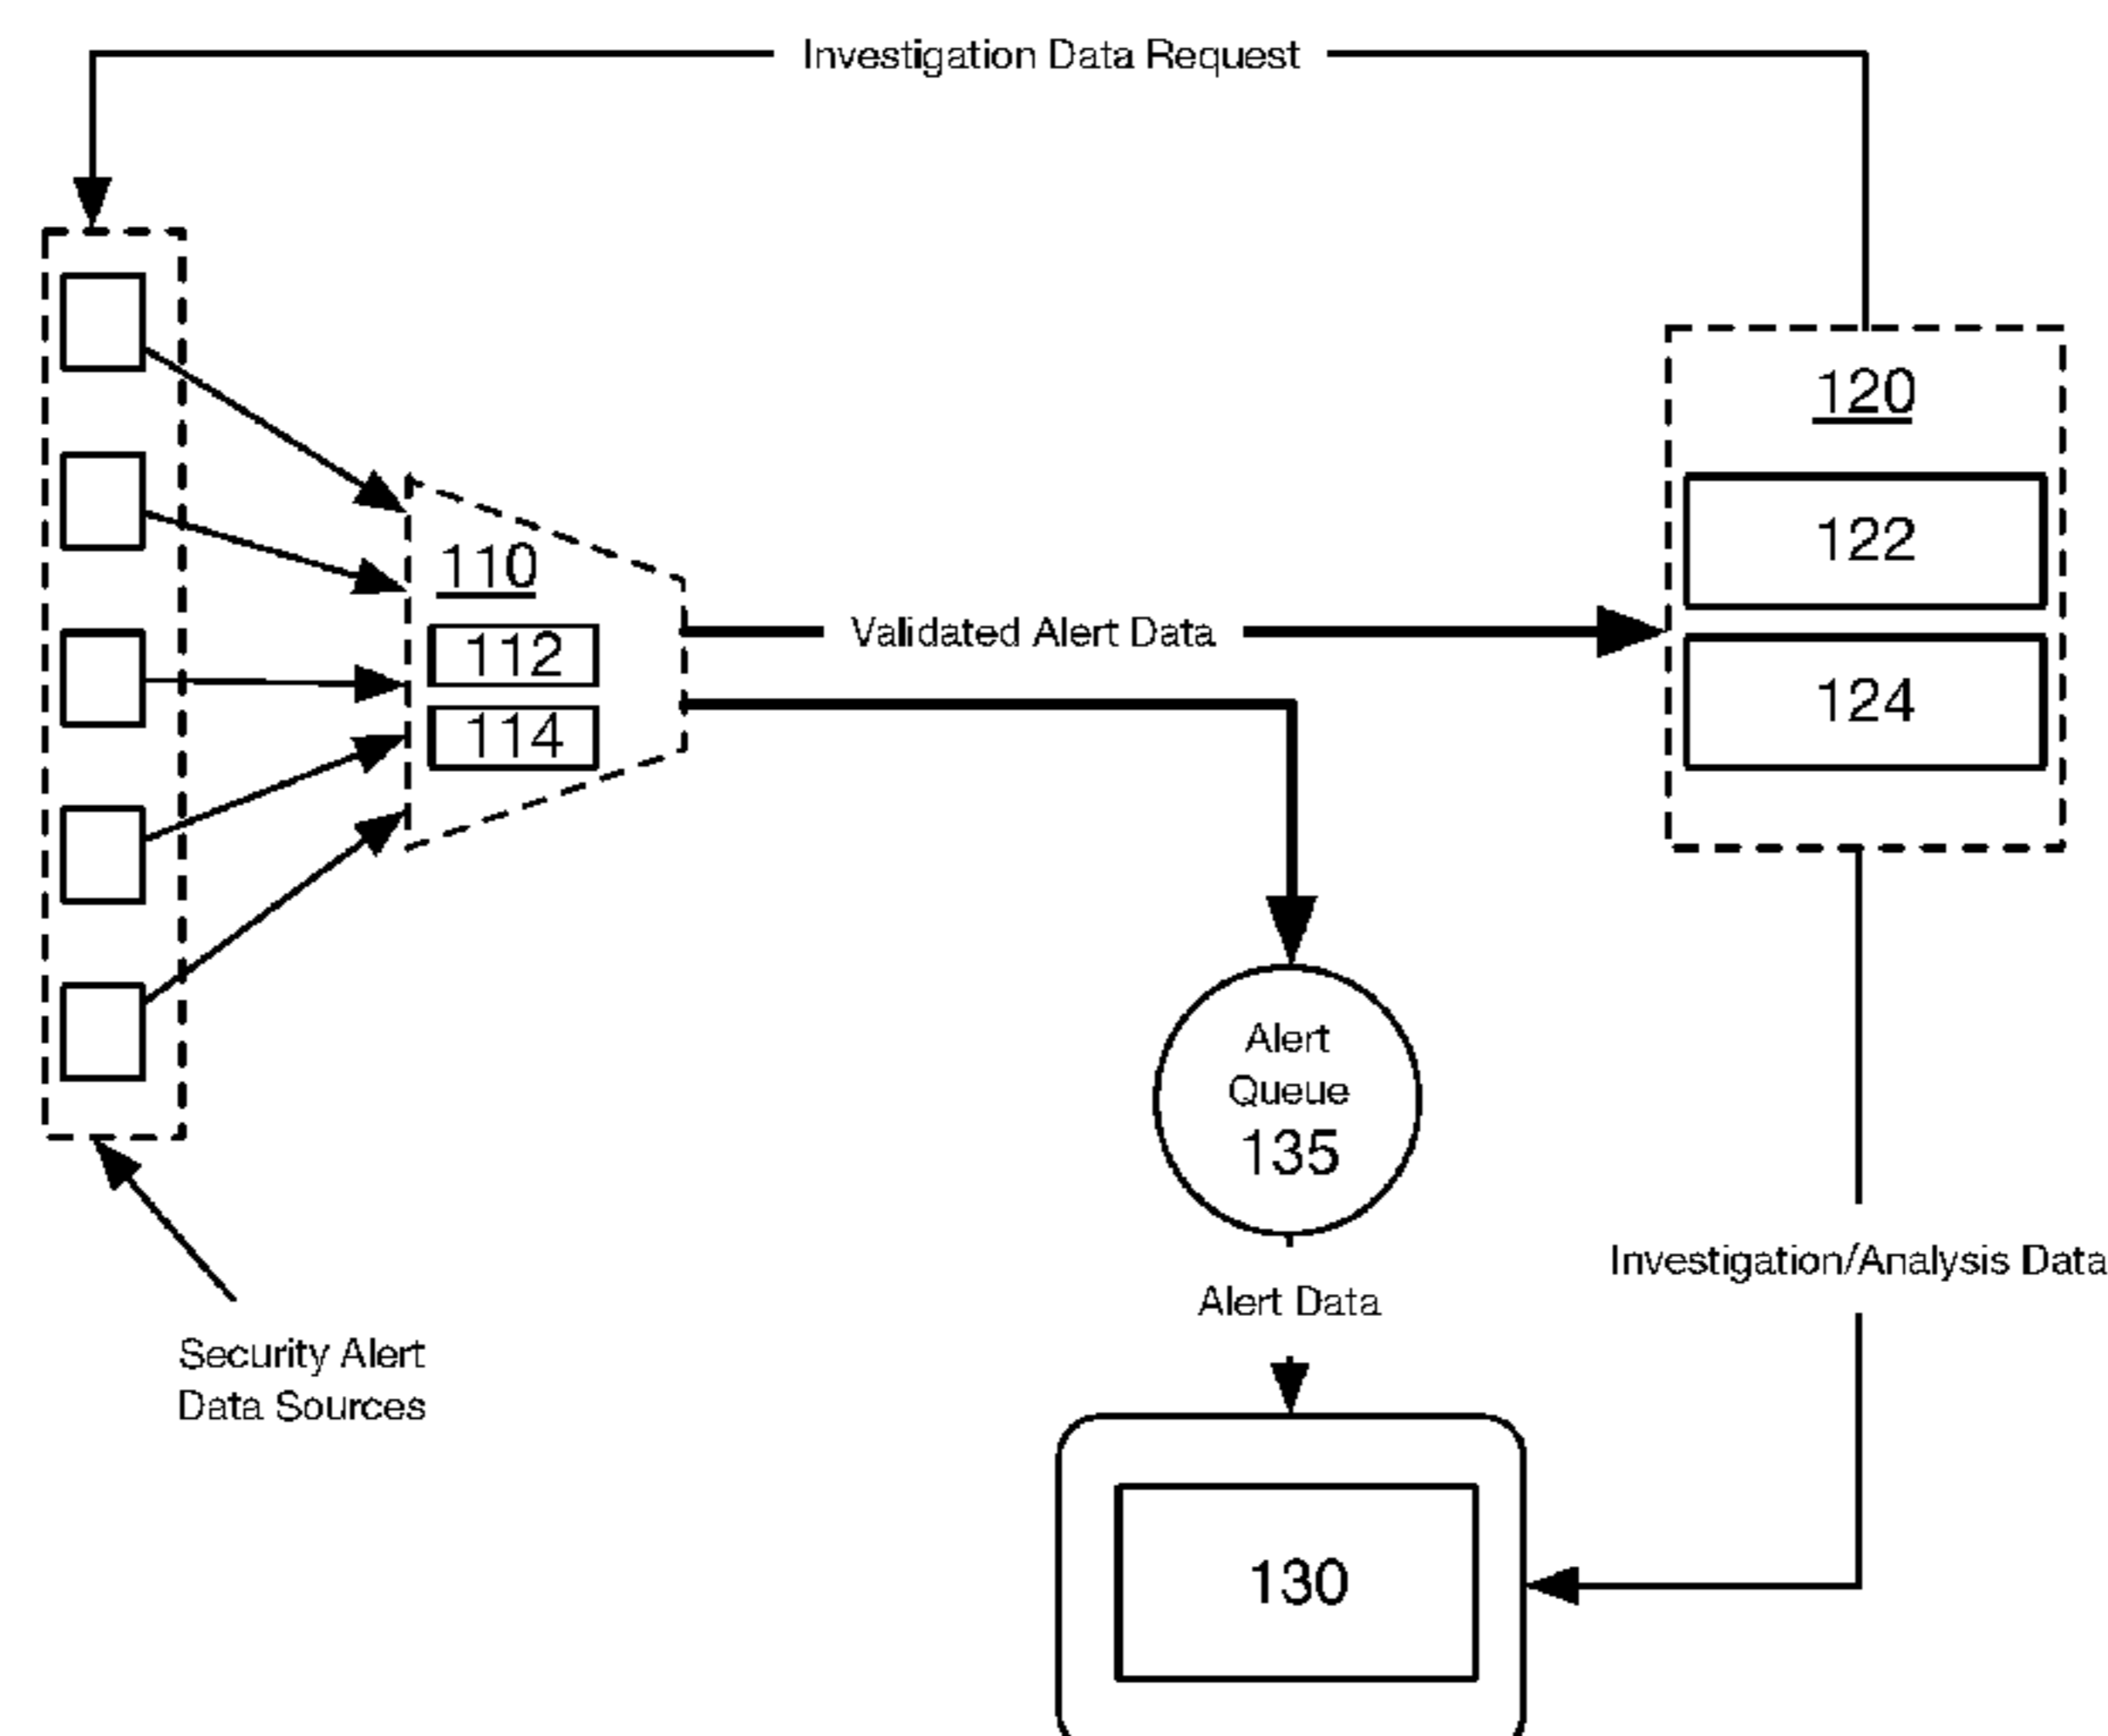 Investigation Data Request
120
122
110
112
Validated Alert Data
124
114
Alert
Queue
135
Investigation/Analysis Data
Alert Data
Security Alert
Data Sources
130